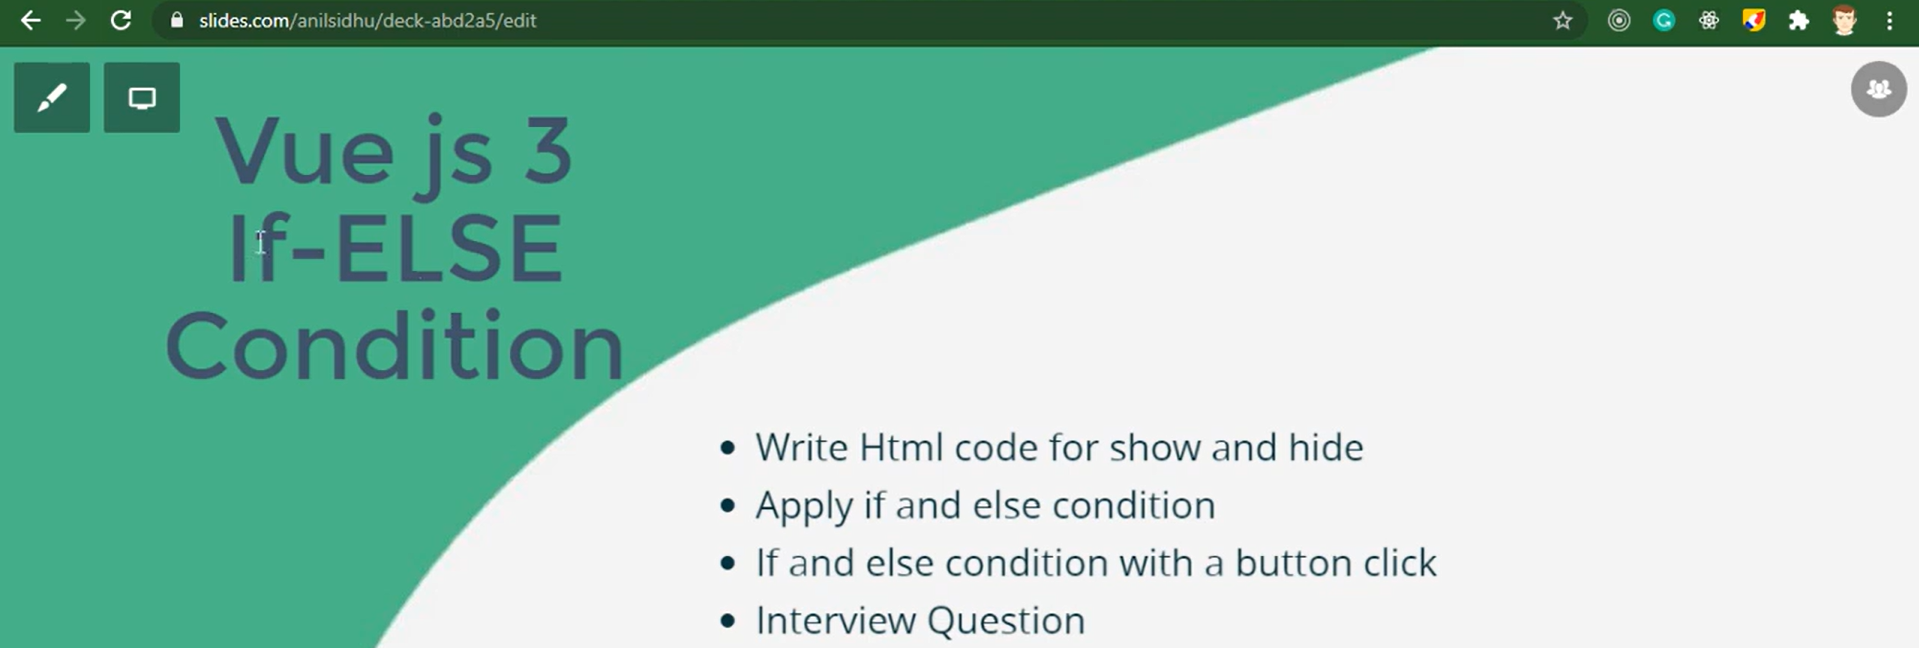 slides.com/anilsidhu/deck-abd2a5/edit
Vue js 3
If-ELSE
Condition
• Write Html code for show and hide
• Apply if and else condition
• If and else condition with a button click
• Interview Question